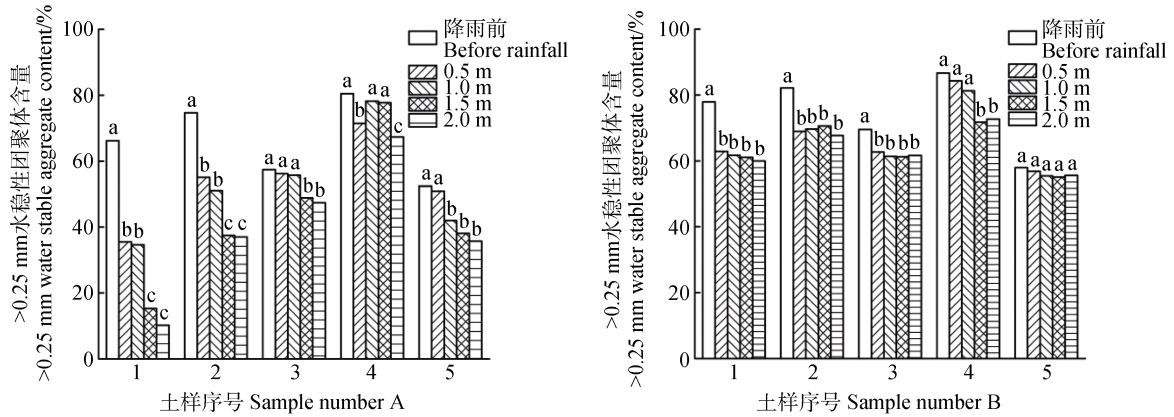 >0.25 mm水稳性团聚体含量
>0.25 mm water stable aggregate content/%
100
80
60
40
20
0
降雨前
Before rainfall
0.5 m
1.0 m
1.5 m
2.0 m
a
b b
c
c
a
b
b
c c
a a a
b b
a
b
a a
c
a a
b
b
b
1 2 3 4 5
土样序号 Sample number A
>0.25 mm水稳性团聚体含量
>0.25 mm water stable aggregate content/%
100
80
60
40
20
0
降雨前
Before rainfall
0.5 m
1.0 m
1.5 m
2.0 m
a
b b b b
a
b b b b
a
b b b b
a
a
a
b b
a a a a a
1 2 3 4 5
土样序号 Sample number B